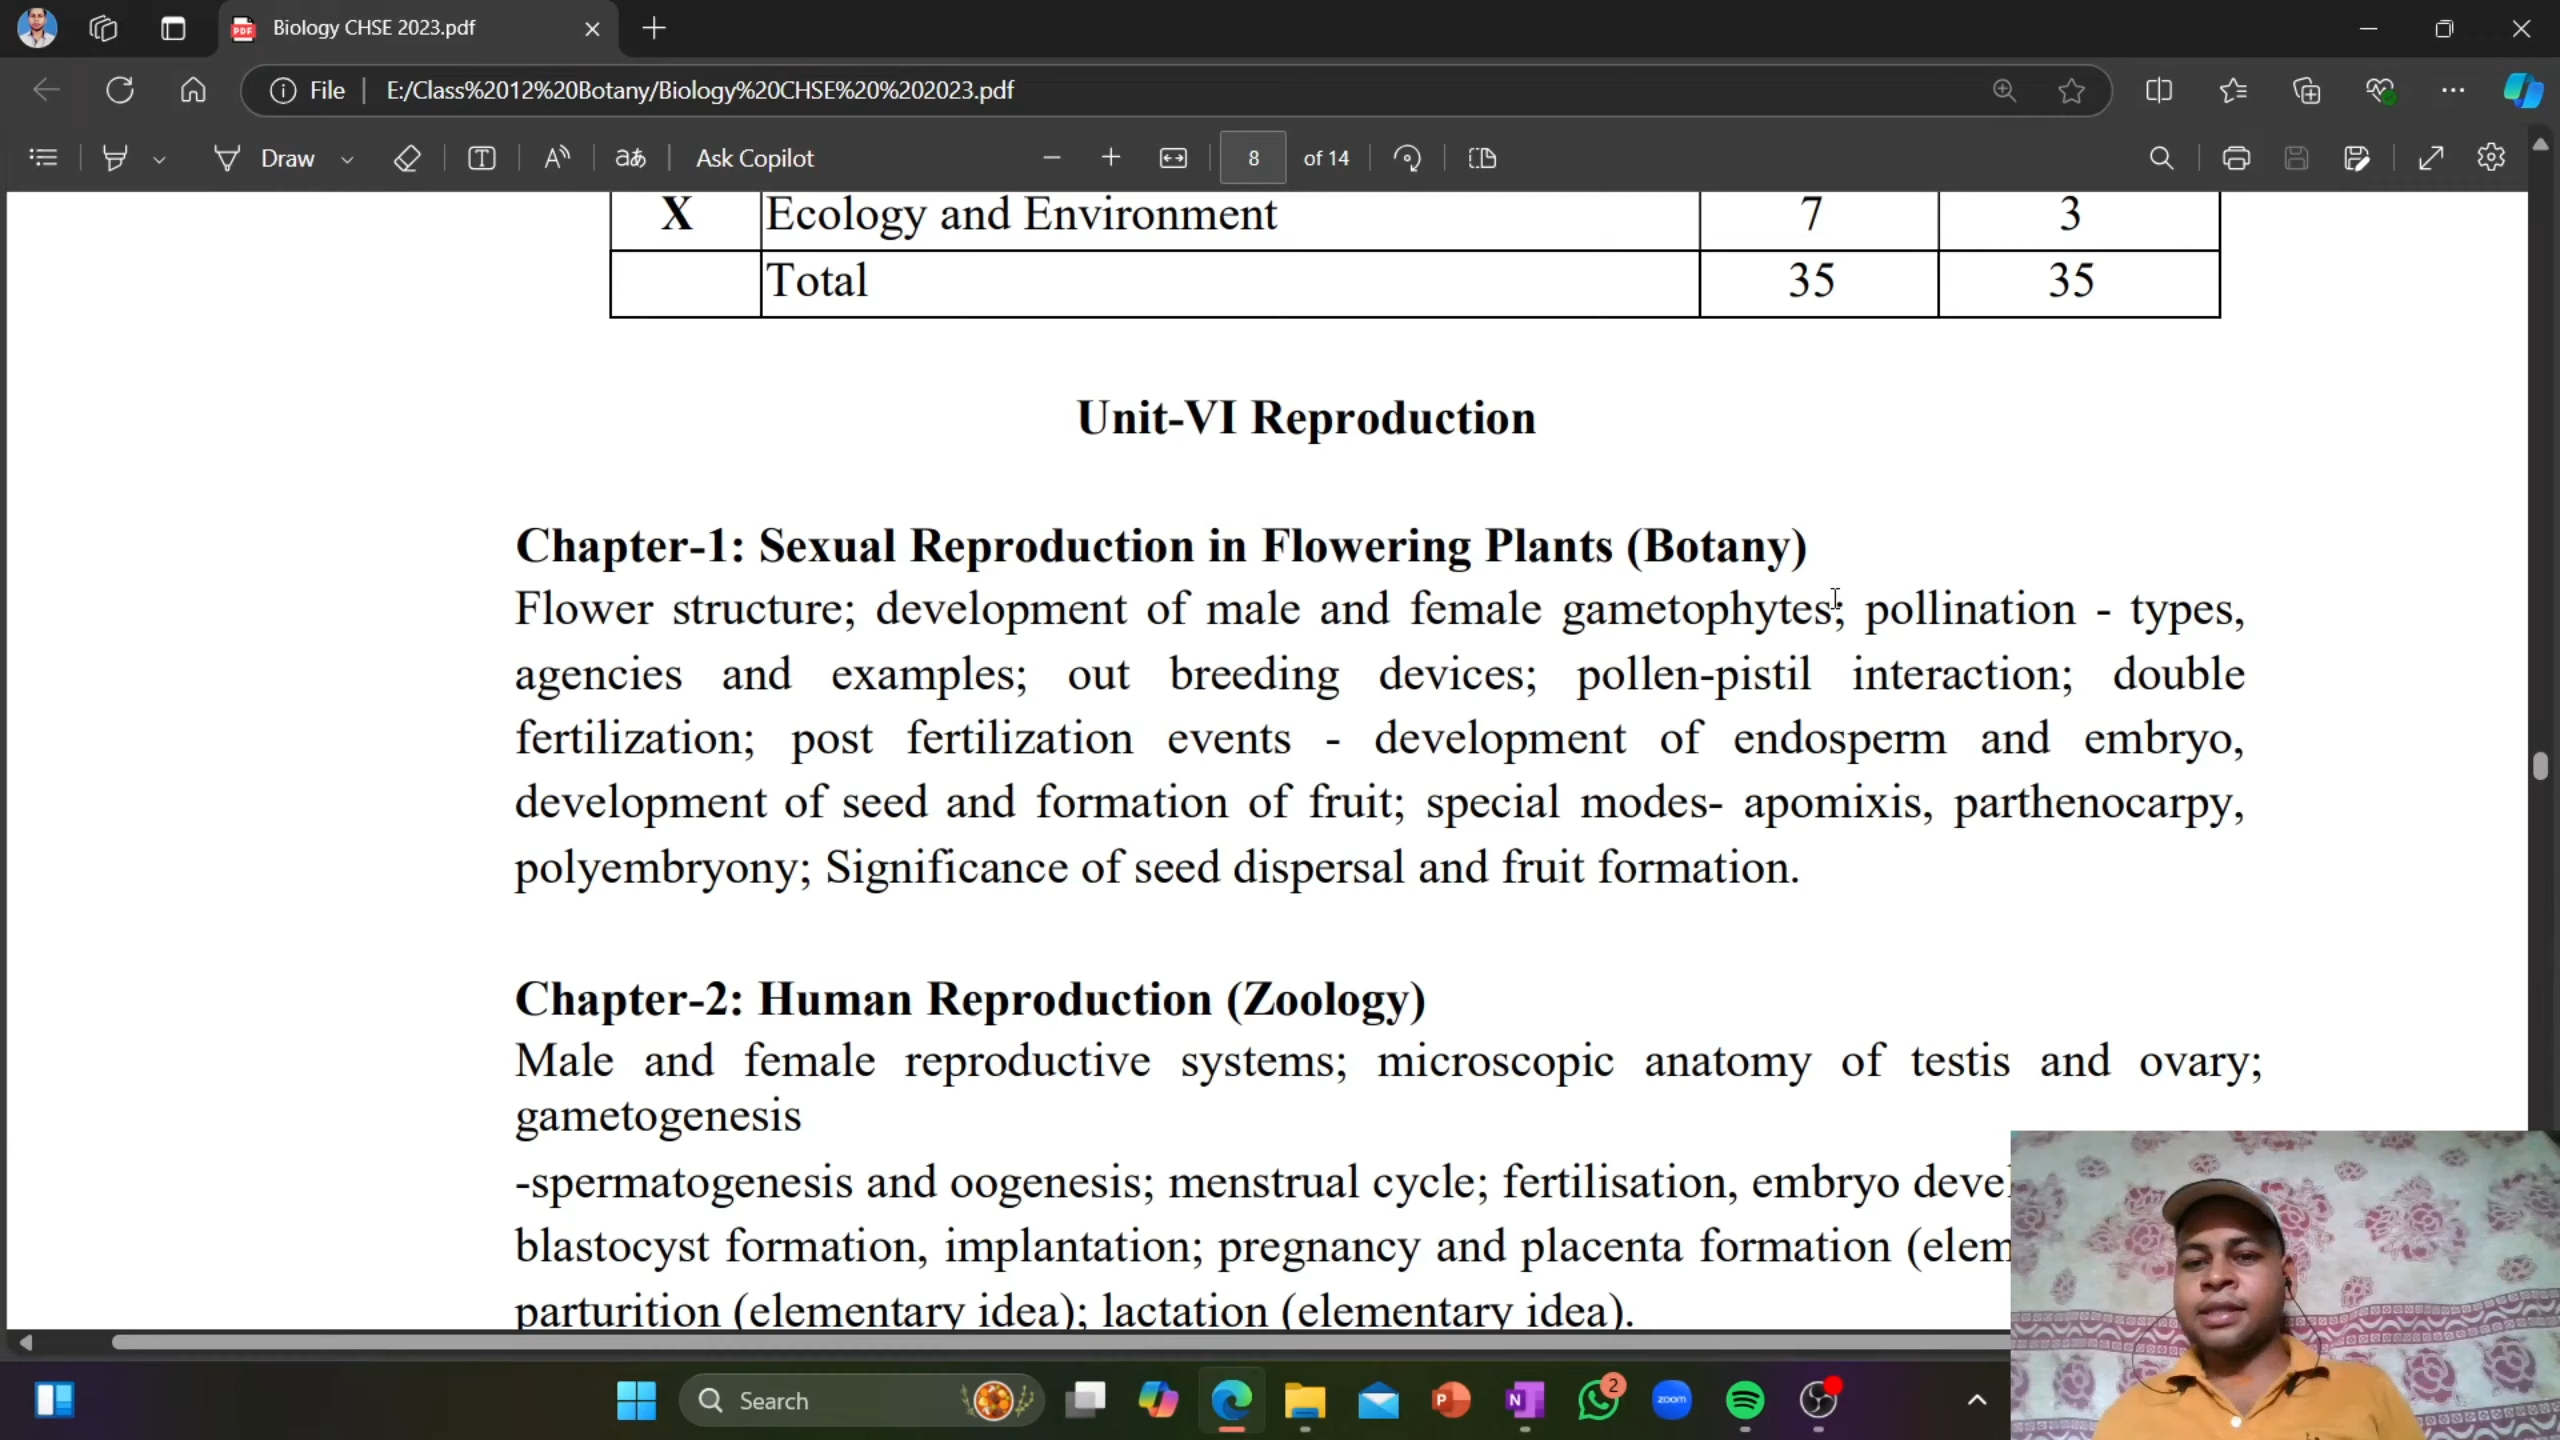 Biology CHSE 2023.pdf
File
E:/Class%2012%20Botany/Biology%20CHSE%20%202023.pdf
Draw
Ask Copilot
8
of 14
X Ecology and Environment 7 3
Total 35 35
Unit-VI Reproduction
Chapter-1: Sexual Reproduction in Flowering Plants (Botany)
Flower structure; development of male and female gametophytes; pollination - types,
agencies and examples; out breeding devices; pollen-pistil interaction; double
fertilization; post fertilization events - development of endosperm and embryo,
development of seed and formation of fruit; special modes- apomixis, parthenocarpy,
polyembryony; Significance of seed dispersal and fruit formation.
Chapter-2: Human Reproduction (Zoology)
Male and female reproductive systems; microscopic anatomy of testis and ovary;
gametogenesis
-spermatogenesis and oogenesis; menstrual cycle; fertilisation, embryo deve
blastocyst formation, implantation; pregnancy and placenta formation (elem
parturition (elementary idea); lactation (elementary idea).
Search
2
zoom